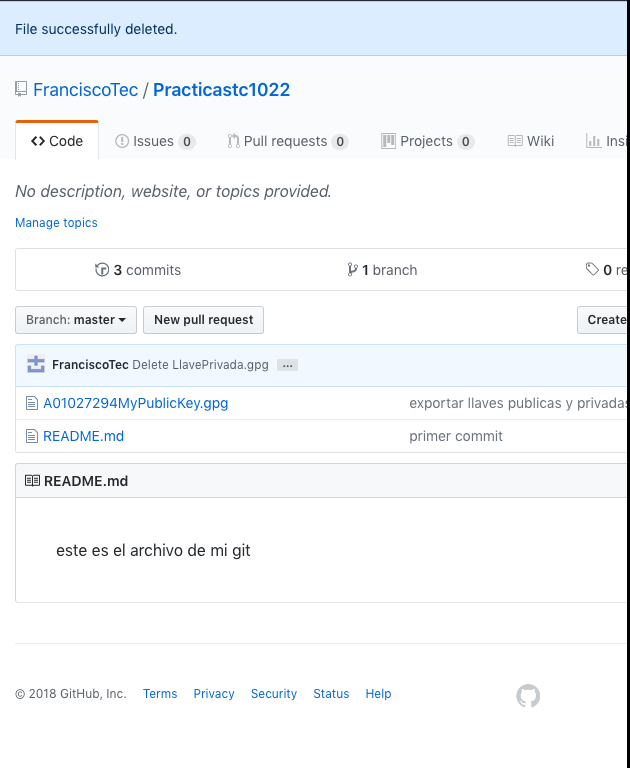 File successfully deleted.
FranciscoTec / Practicastc1022
Code Issues 0 Pull requests 0 Projects 0 Wiki Insi
No description, website, or topics provided.
Manage topics
3 commits 1 branch 0 re
Branch: master New pull request Create
FranciscoTec Delete LlavePrivada.gpg ...
A01027294MyPublicKey.gpg exportar llaves publicas y privadas
README.md primer commit
README.md
este es el archivo de mi git
© 2018 GitHub, Inc. Terms Privacy Security Status Help